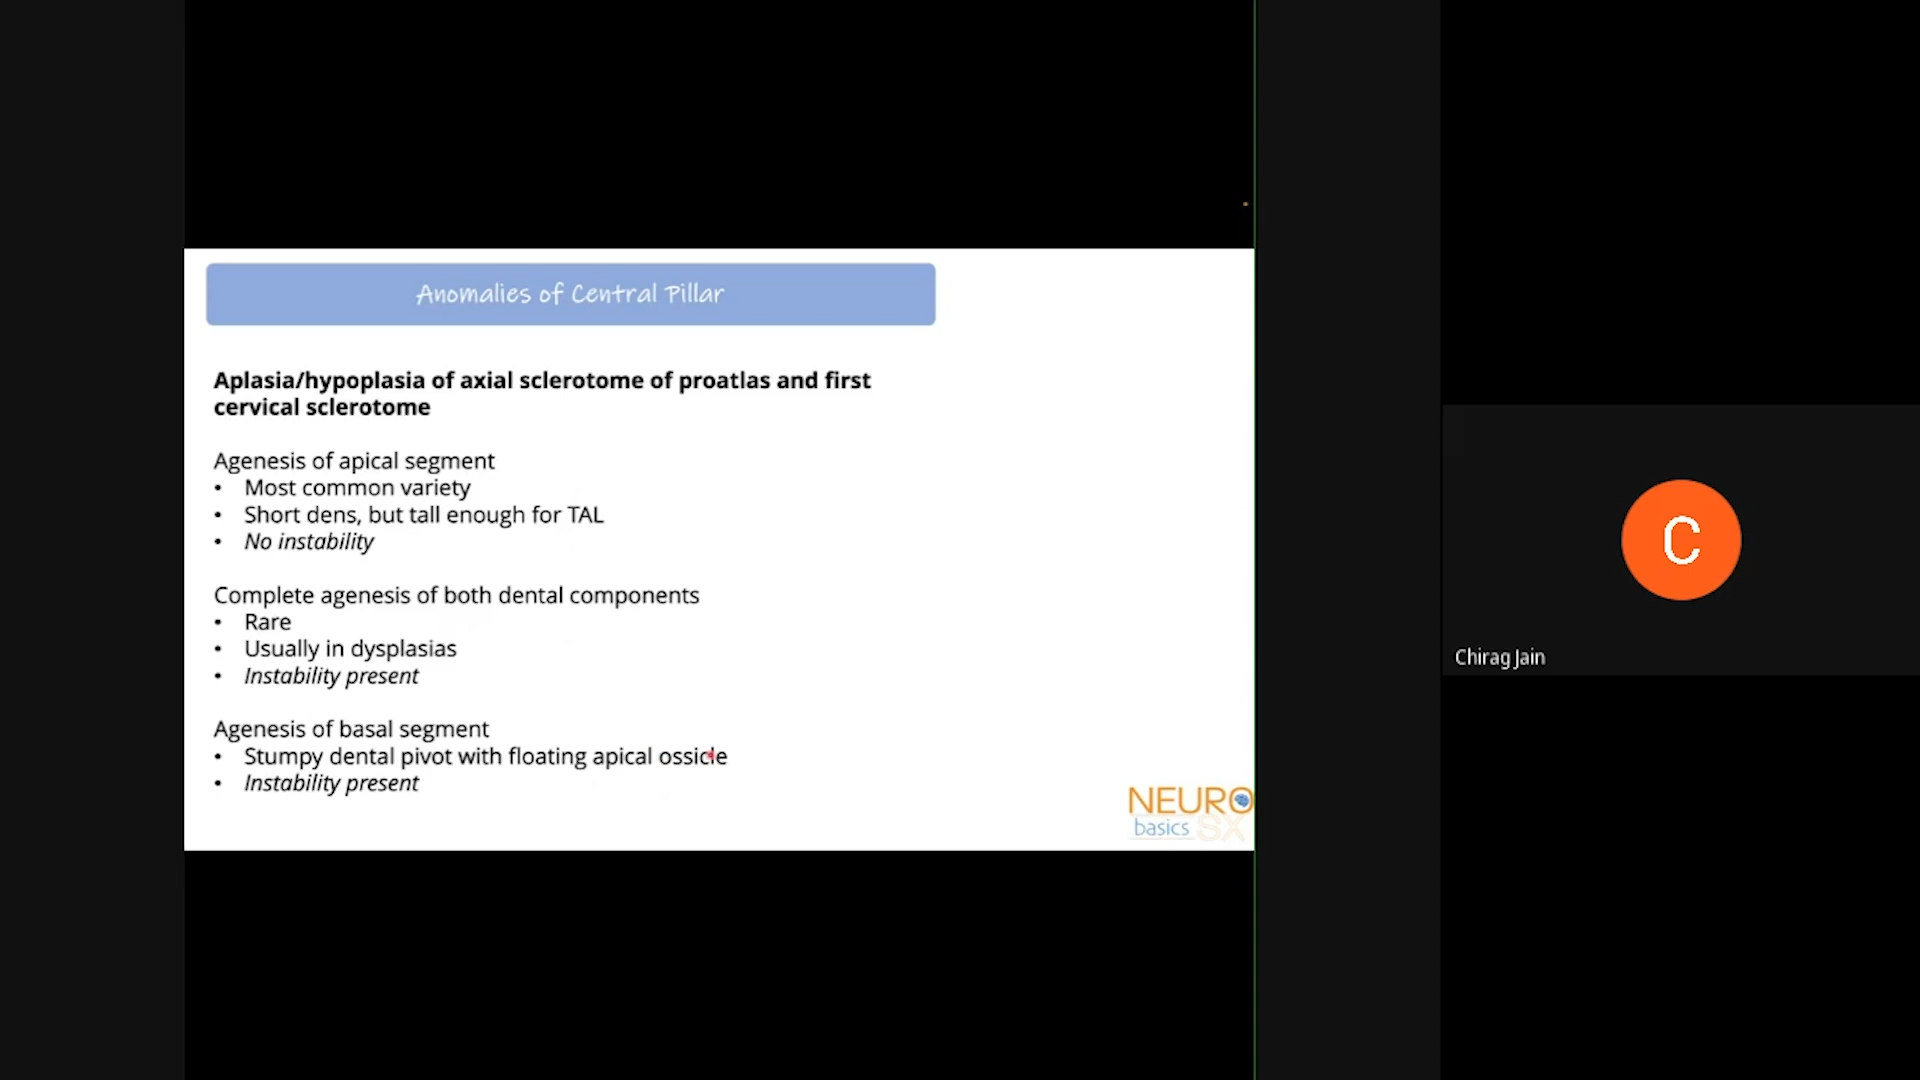 Anomalies of Central Pillar
Aplasia/hypoplasia of axial sclerotome of proatlas and first
cervical sclerotome
Agenesis of apical segment
• Most common variety
• Short dens, but tall enough for TAL
• No instability
Complete agenesis of both dental components
• Rare
• Usually in dysplasias
• Instability present
Agenesis of basal segment
• Stumpy dental pivot with floating apical ossicle
• Instability present
NEURO
basics SX
C
Chirag Jain